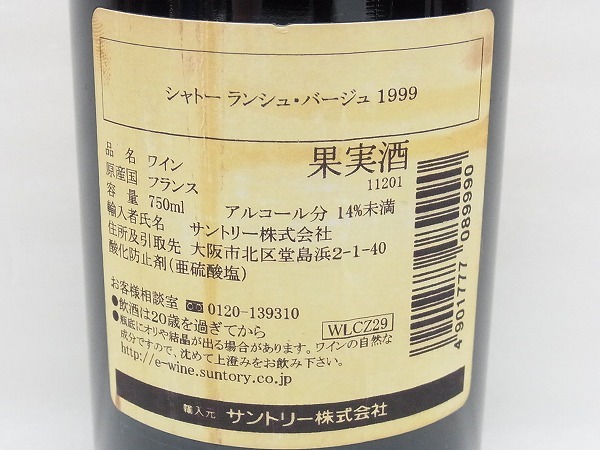 シャトー ランシュ・バージュ 1999
品名 ワイン
果実酒
原産国 フランス
11201
容量 750ml
アルコール分 14%未満
輸入者氏名 サントリー株式会社
住所及引取先 大阪市北区堂島浜2-1-40
酸化防止剤(亜硫酸塩)
お客様相談室 0120-139310
●飲酒は20歳を過ぎてから
WLCZ29
●瓶底にオリや結晶が出る場合があります。ワインの自然な
成分ですので、沈めて上澄みをお飲み下さい。
http://e-wine.suntory.co.jp
輸入元 サントリー株式会社
4 901777 089990